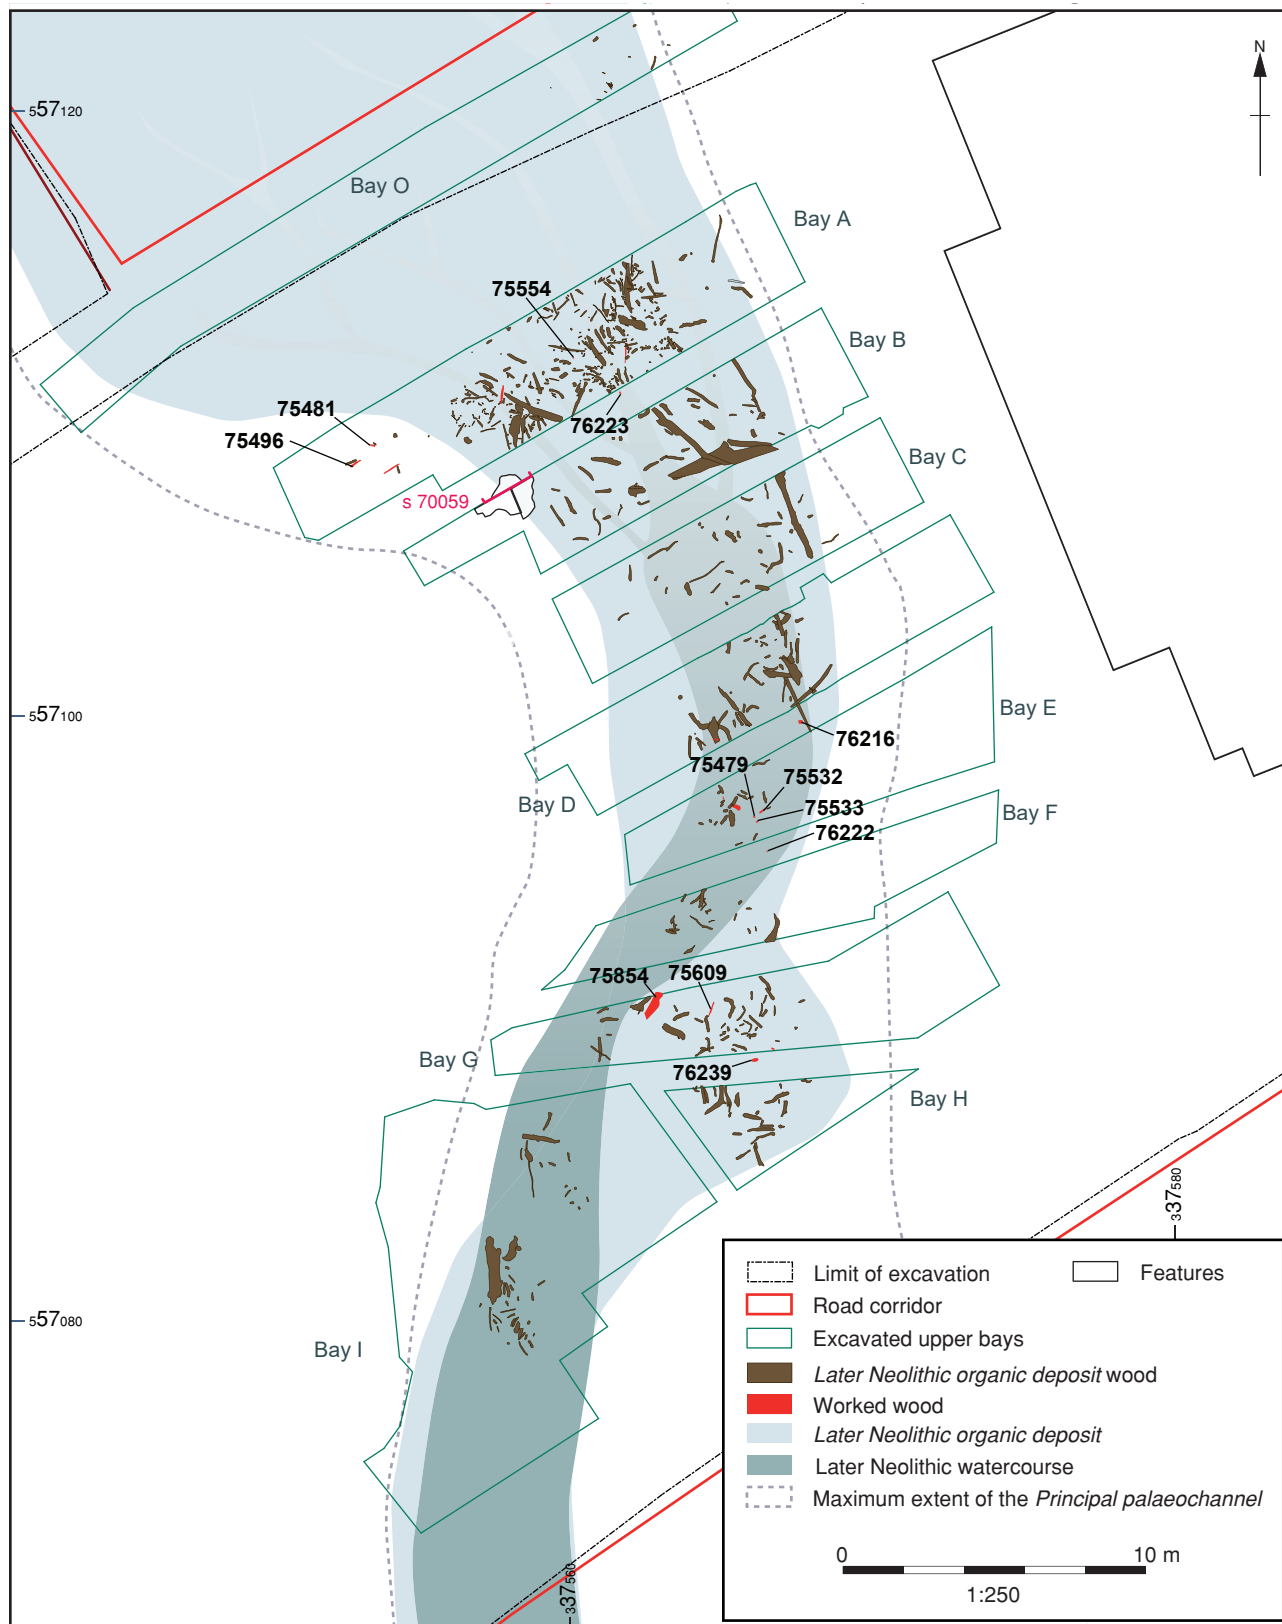 N
557120
Bay O
Bay A
75554
Bay B
75481
76223
75496
Bay C
s 70059
557100
Bay E
76216
75479
75532
Bay D
75533
Bay F
76222
75854
75609
Bay G
76239
Bay H
337580
Bay I
557080
337560
Limit of excavation
Features
Road corridor
Excavated upper bays
Later Neolithic organic deposit wood
Worked wood
Later Neolithic organic deposit
Later Neolithic watercourse
Maximum extent of the Principal palaeochannel
0
10 m
1:250